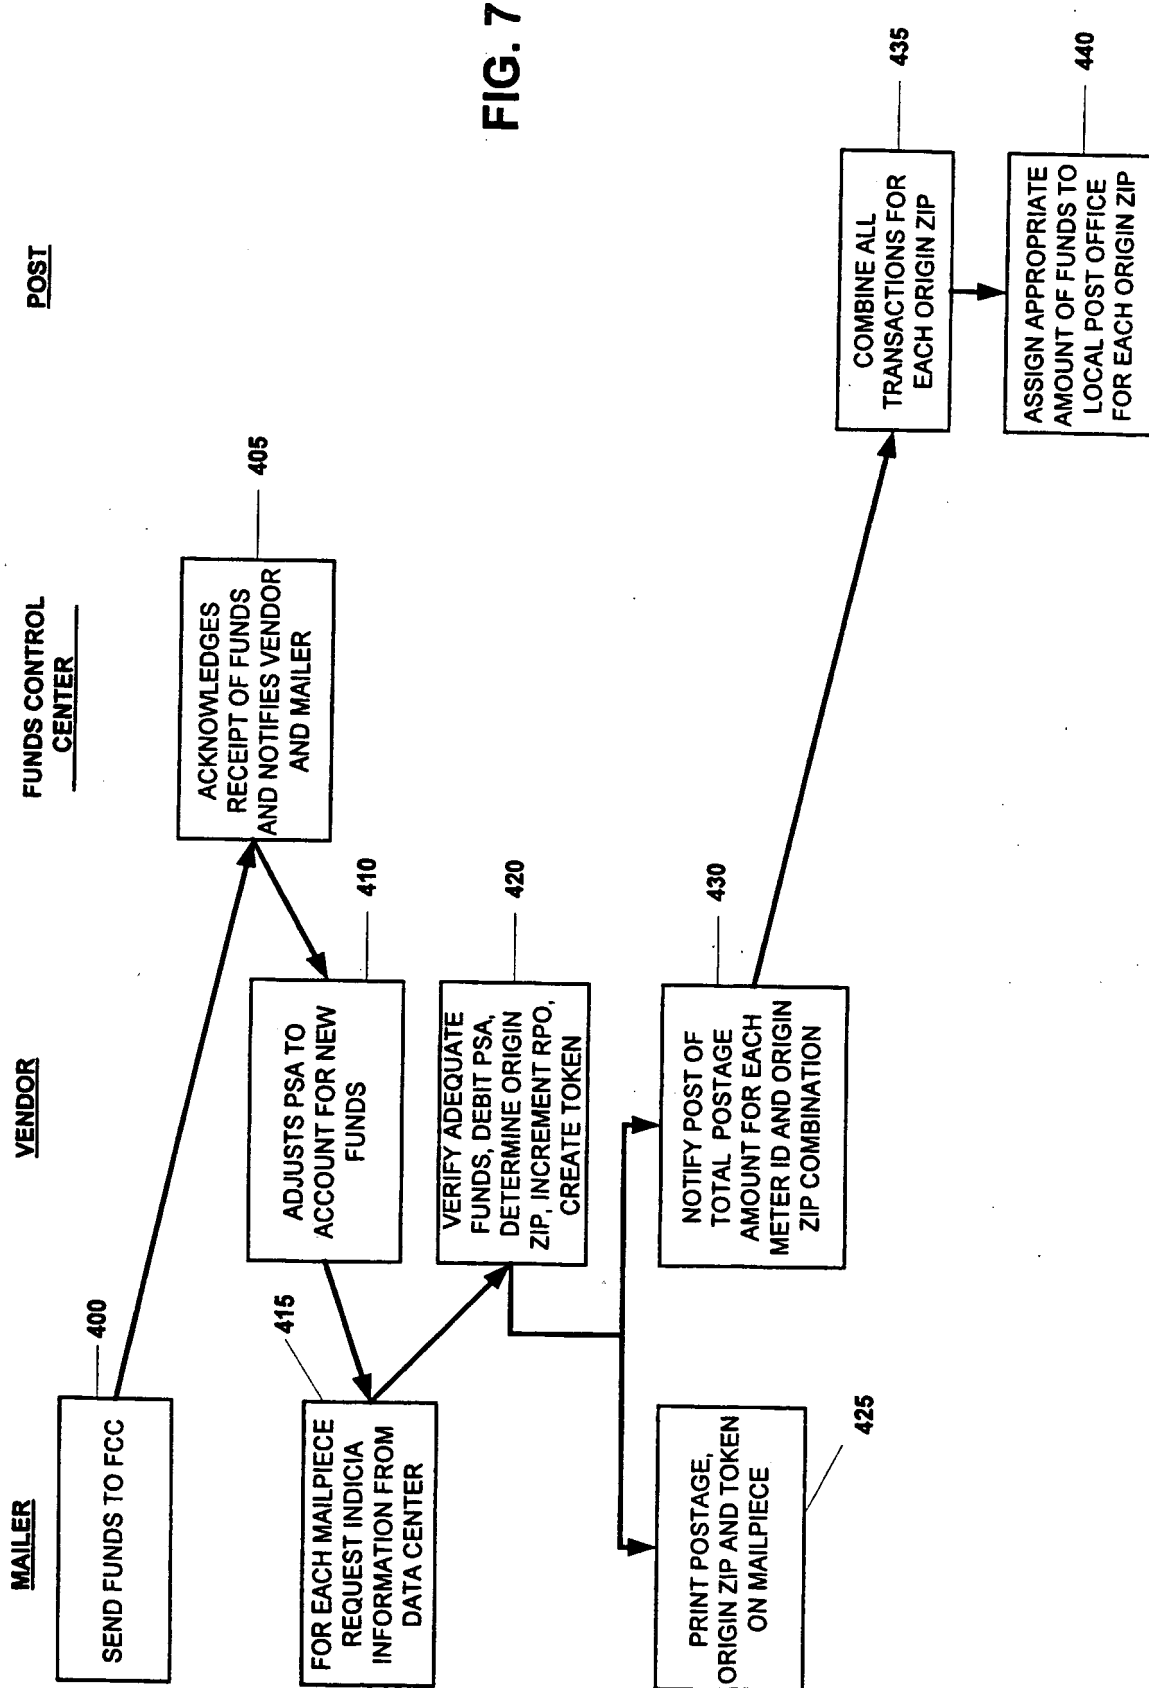 MAILER
VENDOR
FUNDS CONTROL
CENTER
POST
400
SEND FUNDS TO FCC
405
ACKNOWLEDGES
RECEIPT OF FUNDS
AND NOTIFIES VENDOR
AND MAILER
410
ADJUSTS PSA TO
ACCOUNT FOR NEW
FUNDS
415
FOR EACH MAILPIECE
REQUEST INDICIA
INFORMATION FROM
DATA CENTER
420
VERIFY ADEQUATE
FUNDS, DEBIT PSA,
DETERMINE ORIGIN
ZIP, INCREMENT RPO,
CREATE TOKEN
425
PRINT POSTAGE,
ORIGIN ZIP AND TOKEN
ON MAILPIECE
430
NOTIFY POST OF
TOTAL POSTAGE
AMOUNT FOR EACH
METER ID AND ORIGIN
ZIP COMBINATION
435
COMBINE ALL
TRANSACTIONS FOR
EACH ORIGIN ZIP
440
ASSIGN APPROPRIATE
AMOUNT OF FUNDS TO
LOCAL POST OFFICE
FOR EACH ORIGIN ZIP
FIG. 7